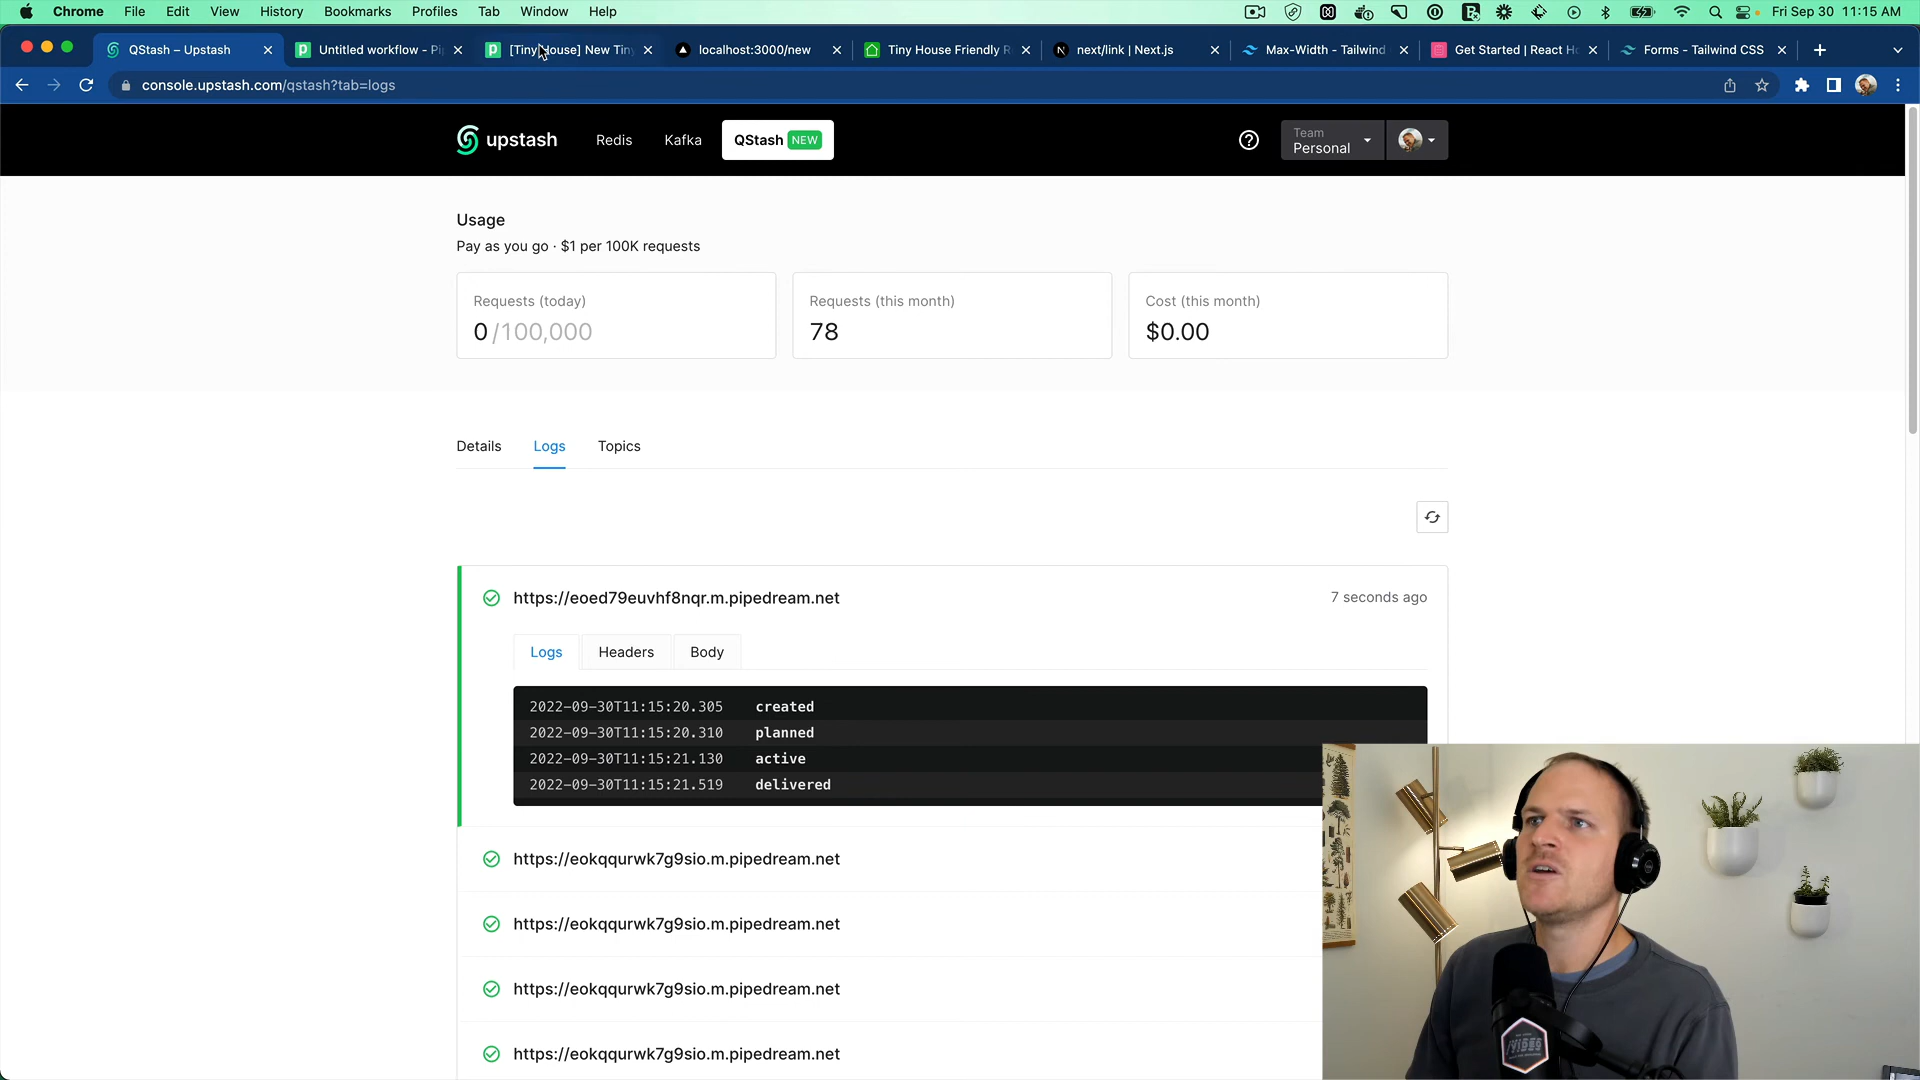 Chrome File Edit View History Bookmarks Profiles Tab Window Help Fri Sep 30 11:15 AM
QStash – Upstash Untitled workflow - Pi [Tiny House] New Tiny localhost:3000/new Tiny House Friendly R next/link | Next.js Max-Width - Tailwind Get Started | React Ho Forms - Tailwind CSS
console.upstash.com/qstash?tab=logs
upstash Redis Kafka QStash NEW
Team
Personal
Usage
Pay as you go · $1 per 100K requests
Requests (today) Requests (this month) Cost (this month)
0 /100,000 78 $0.00
Details Logs Topics
https://eoed79euvhf8nqr.m.pipedream.net 7 seconds ago
Logs Headers Body
2022-09-30T11:15:20.305 created
2022-09-30T11:15:20.310 planned
2022-09-30T11:15:21.130 active
2022-09-30T11:15:21.519 delivered
https://eokqqurwk7g9sio.m.pipedream.net
https://eokqqurwk7g9sio.m.pipedream.net
https://eokqqurwk7g9sio.m.pipedream.net
https://eokqqurwk7g9sio.m.pipedream.net